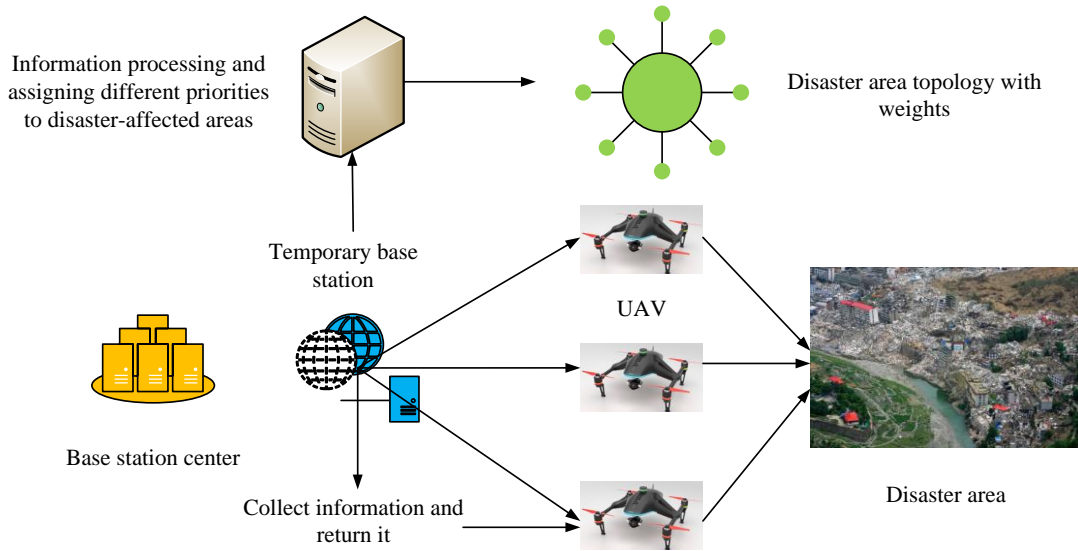 Information processing and
assigning different priorities
to disaster-affected areas
Disaster area topology with
weights
Temporary base
station
UAV
Base station center
Collect information and
return it
Disaster area